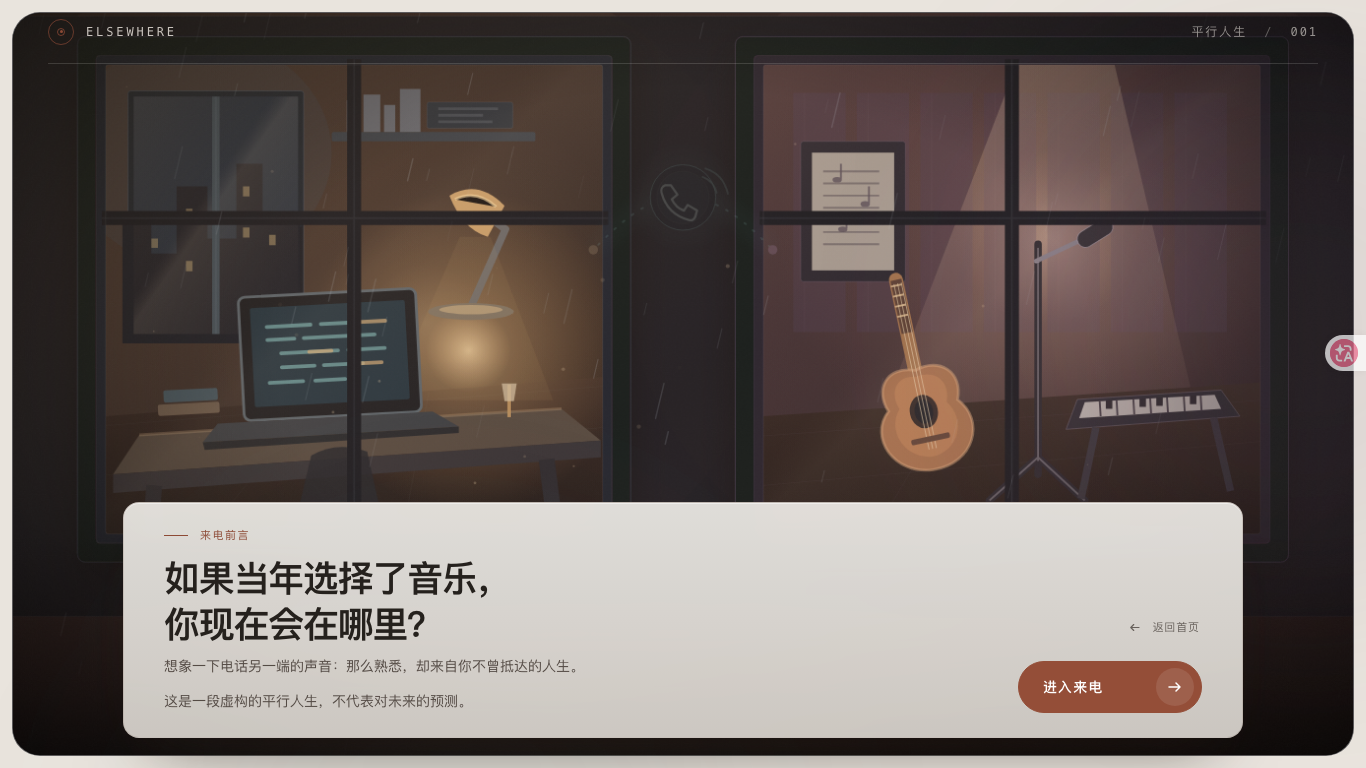 ELSEWHERE
平行人生 / 001
来电前言
如果当年选择了音乐，
你现在会在哪里？
想象一下电话另一端的声音：那么熟悉，却来自你不曾抵达的人生。
这是一段虚构的平行人生，不代表对未来的预测。
← 返回首页
进入来电 →